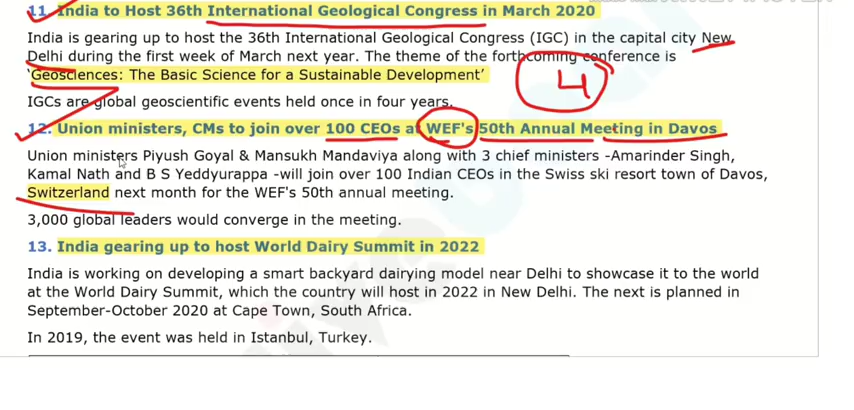 11. India to Host 36th International Geological Congress in March 2020
India is gearing up to host the 36th International Geological Congress (IGC) in the capital city New
Delhi during the first week of March next year. The theme of the forthcoming conference is
‘Geosciences: The Basic Science for a Sustainable Development’
4
IGCs are global geoscientific events held once in four years.
12. Union ministers, CMs to join over 100 CEOs at WEF's 50th Annual Meeting in Davos
Union ministers Piyush Goyal & Mansukh Mandaviya along with 3 chief ministers -Amarinder Singh,
Kamal Nath and B S Yeddyurappa -will join over 100 Indian CEOs in the Swiss ski resort town of Davos,
Switzerland next month for the WEF's 50th annual meeting.
3,000 global leaders would converge in the meeting.
13. India gearing up to host World Dairy Summit in 2022
India is working on developing a smart backyard dairying model near Delhi to showcase it to the world
at the World Dairy Summit, which the country will host in 2022 in New Delhi. The next is planned in
September-October 2020 at Cape Town, South Africa.
In 2019, the event was held in Istanbul, Turkey.